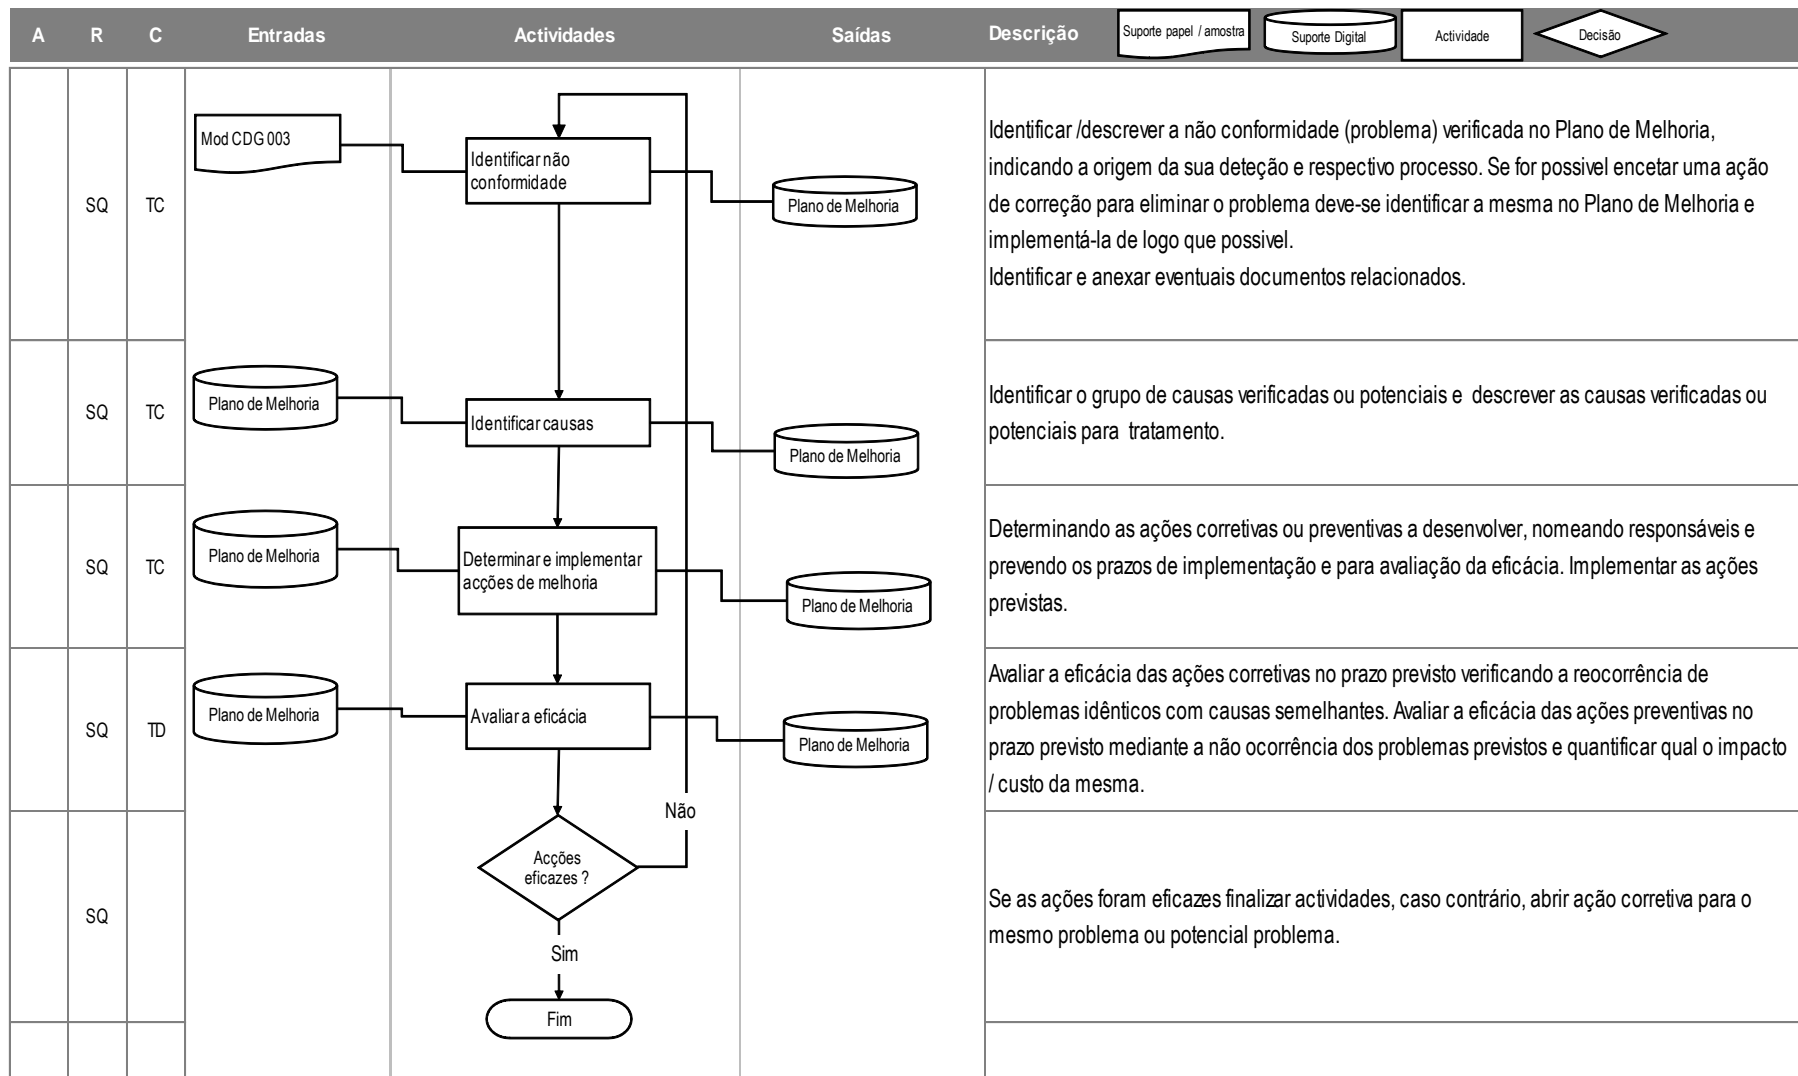 A R C Entradas Actividades Saídas Descrição Suporte papel / amostra Suporte Digital Actividade Decisão
Mod CDG 003
Identificar não
conformidade
Plano de Melhoria
SQ TC
Identificar /descrever a não conformidade (problema) verificada no Plano de Melhoria,
indicando a origem da sua deteção e respectivo processo. Se for possivel encetar uma ação
de correção para eliminar o problema deve-se identificar a mesma no Plano de Melhoria e
implementá-la de logo que possivel.
Identificar e anexar eventuais documentos relacionados.
SQ TC
Plano de Melhoria
Identificar causas
Plano de Melhoria
Identificar o grupo de causas verificadas ou potenciais e descrever as causas verificadas ou
potenciais para tratamento.
SQ TC
Plano de Melhoria
Determinar e implementar
acções de melhoria
Plano de Melhoria
Determinando as ações corretivas ou preventivas a desenvolver, nomeando responsáveis e
prevendo os prazos de implementação e para avaliação da eficácia. Implementar as ações
previstas.
SQ TD
Plano de Melhoria
Avaliar a eficácia
Plano de Melhoria
Avaliar a eficácia das ações corretivas no prazo previsto verificando a reocorrência de
problemas idênticos com causas semelhantes. Avaliar a eficácia das ações preventivas no
prazo previsto mediante a não ocorrência dos problemas previstos e quantificar qual o impacto
/ custo da mesma.
Não
SQ
Acções
eficazes ?
Sim
Fim
Se as ações foram eficazes finalizar actividades, caso contrário, abrir ação corretiva para o
mesmo problema ou potencial problema.